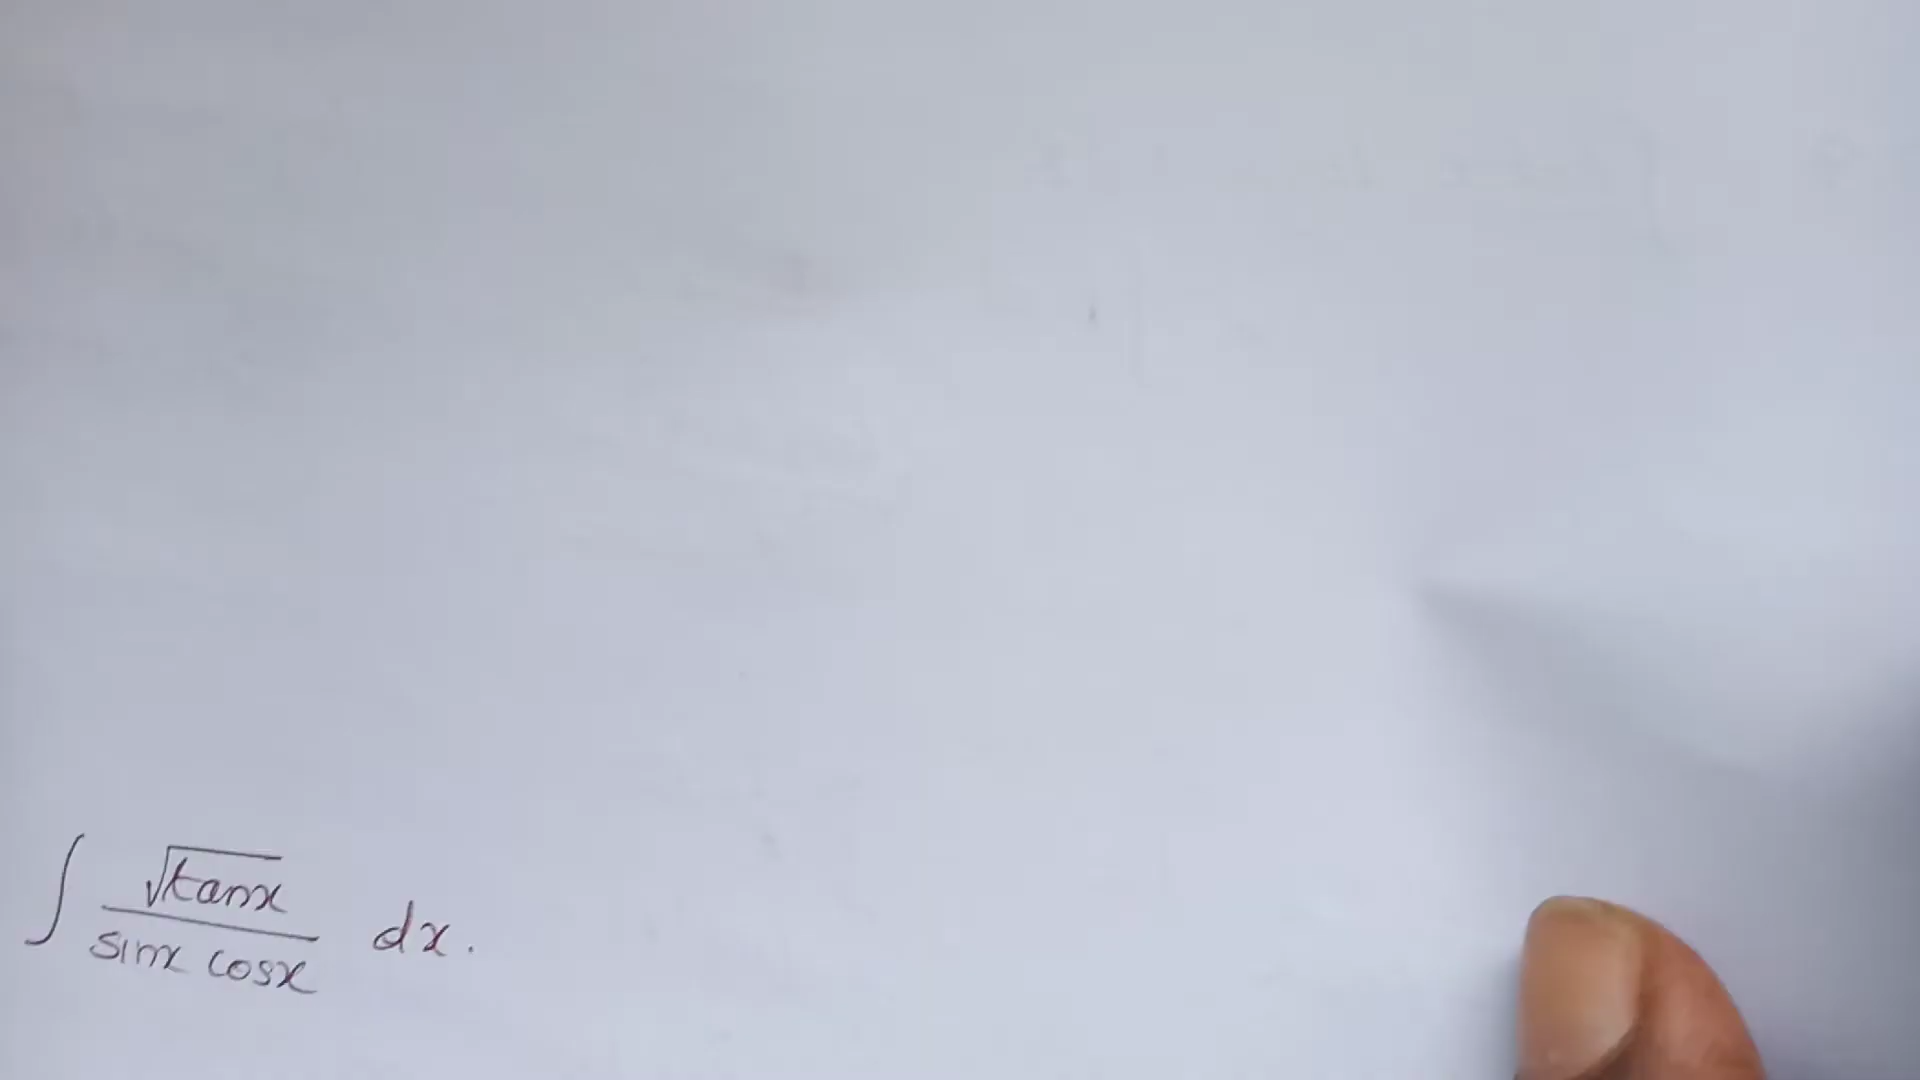 ∫ √tanx / sinx cosx dx.